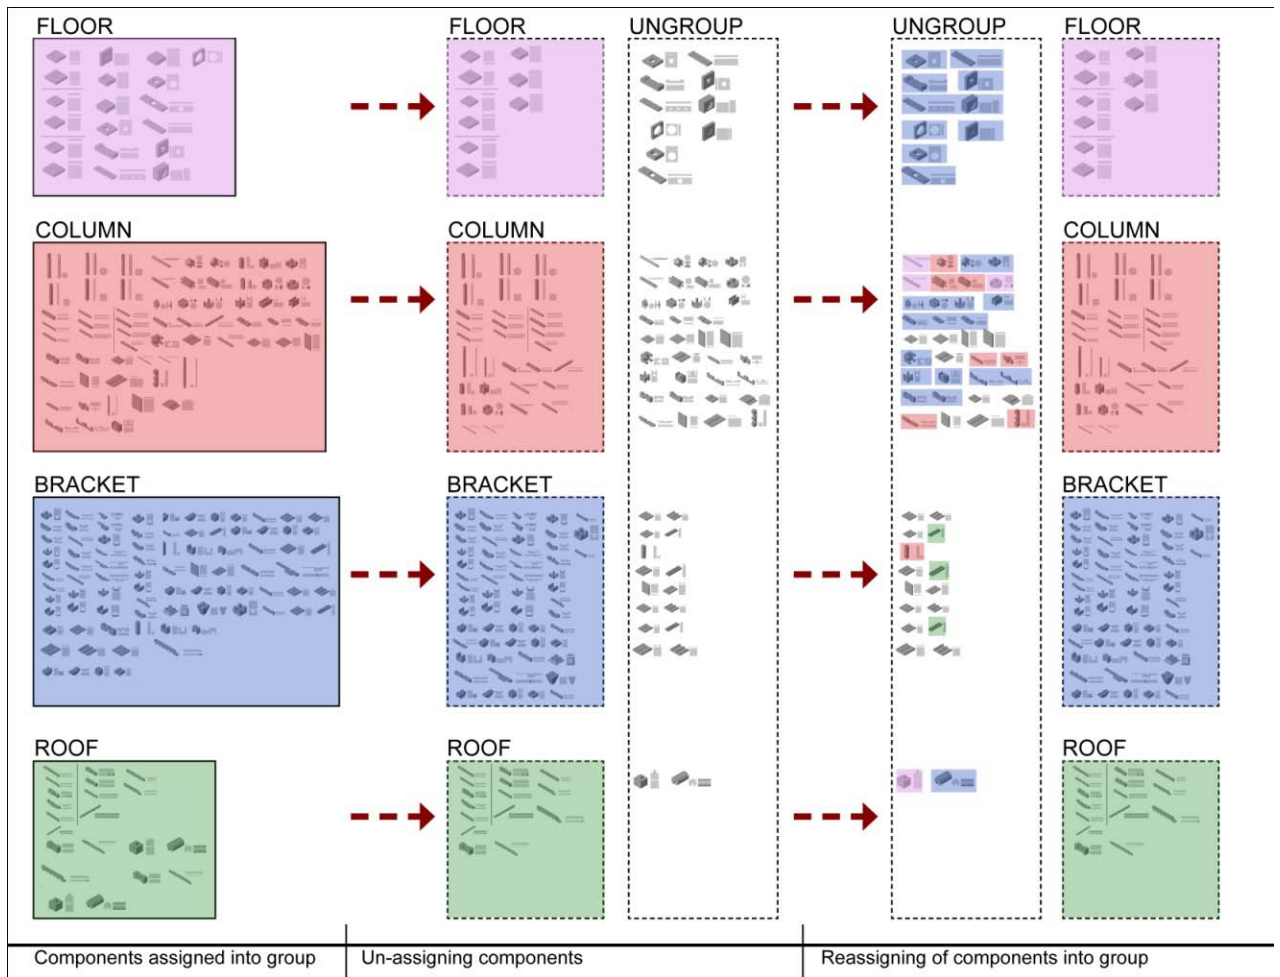 FLOOR FLOOR UNGROUP UNGROUP FLOOR
COLUMN COLUMN COLUMN
BRACKET BRACKET BRACKET
ROOF ROOF ROOF
Components assigned into group Un-assigning components Reassigning of components into group